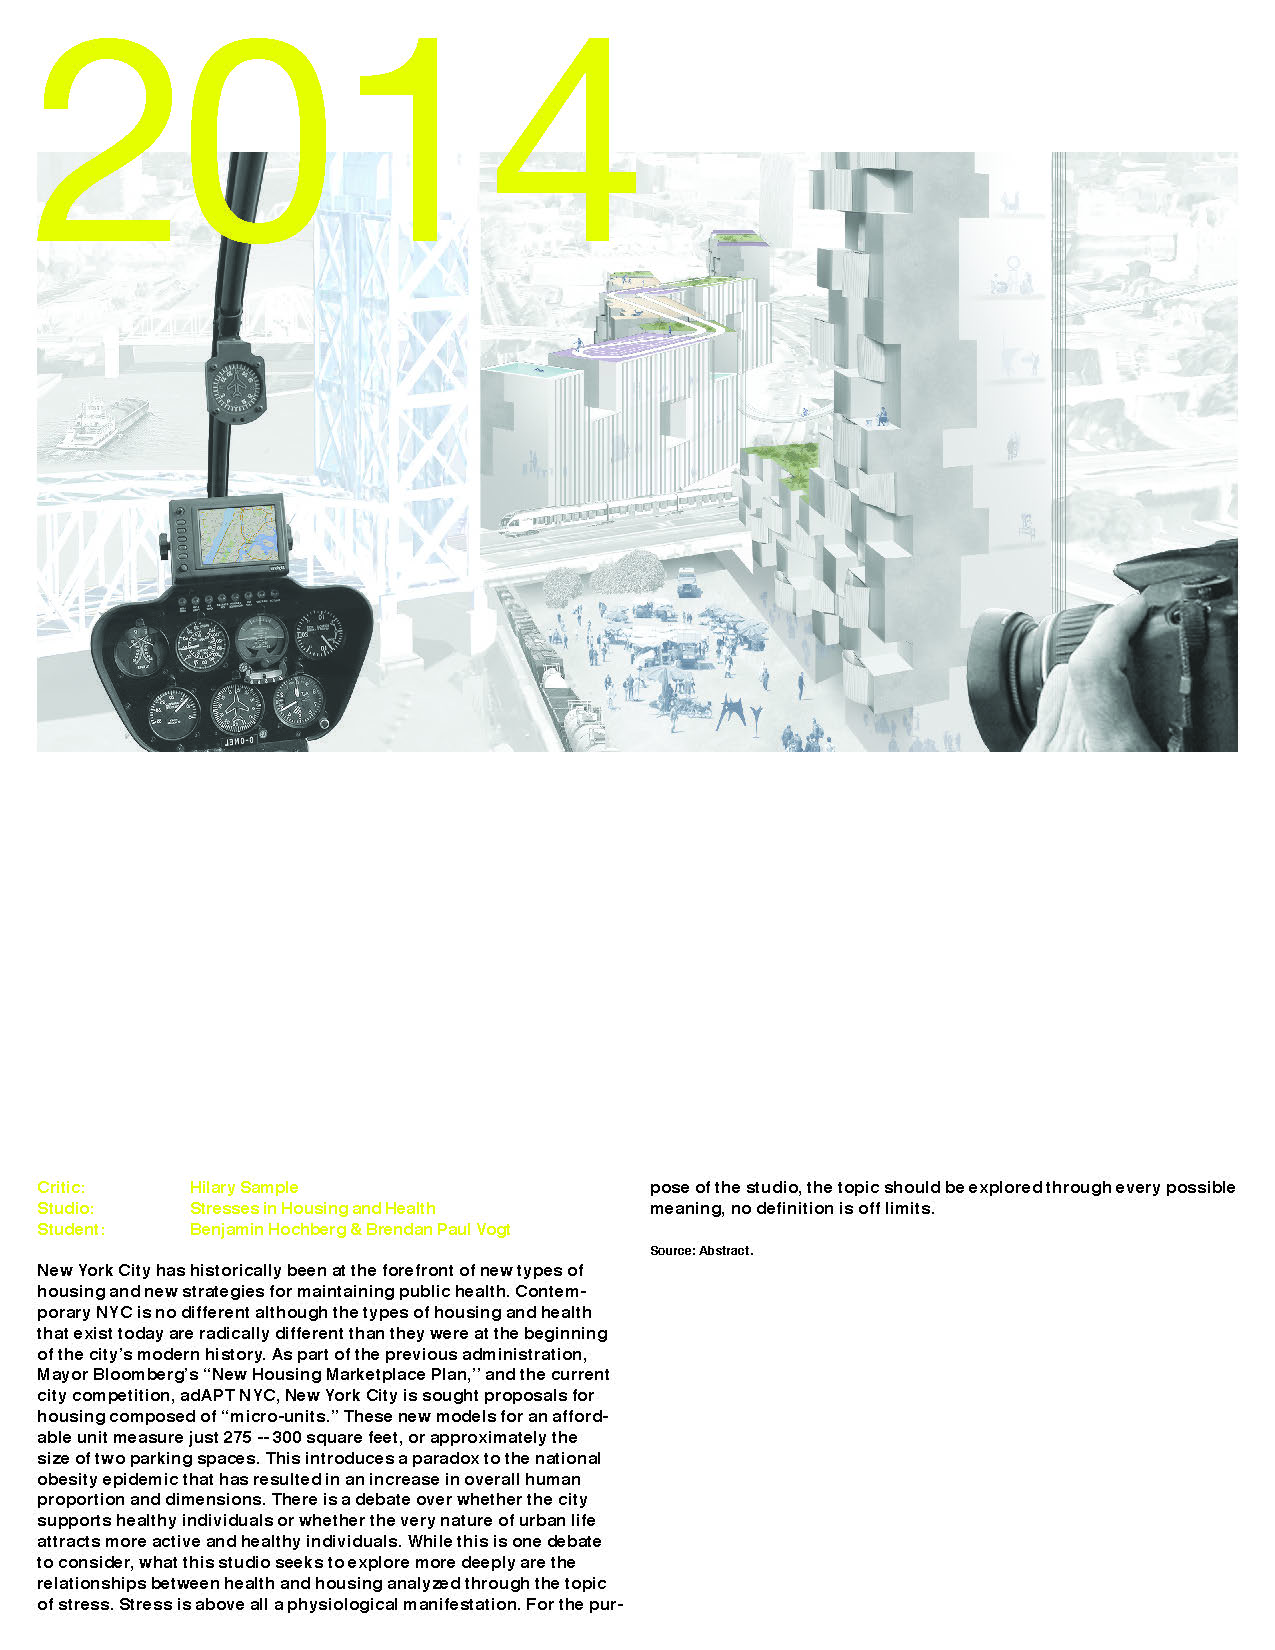 2014
Critic: Hilary Sample
Studio: Stresses in Housing and Health
Student: Benjamin Hochberg & Brendan Paul Vogt
New York City has historically been at the forefront of new types of
housing and new strategies for maintaining public health. Contem-
porary NYC is no different although the types of housing and health
that exist today are radically different than they were at the beginning
of the city’s modern history. As part of the previous administration,
Mayor Bloomberg’s “New Housing Marketplace Plan,’’ and the current
city competition, adAPT NYC, New York City is sought proposals for
housing composed of “micro-units.” These new models for an afford-
able unit measure just 275 -- 300 square feet, or approximately the
size of two parking spaces. This introduces a paradox to the national
obesity epidemic that has resulted in an increase in overall human
proportion and dimensions. There is a debate over whether the city
supports healthy individuals or whether the very nature of urban life
attracts more active and healthy individuals. While this is one debate
to consider, what this studio seeks to explore more deeply are the
relationships between health and housing analyzed through the topic
of stress. Stress is above all a physiological manifestation. For the pur-
pose of the studio, the topic should be explored through every possible
meaning, no definition is off limits.
Source: Abstract.